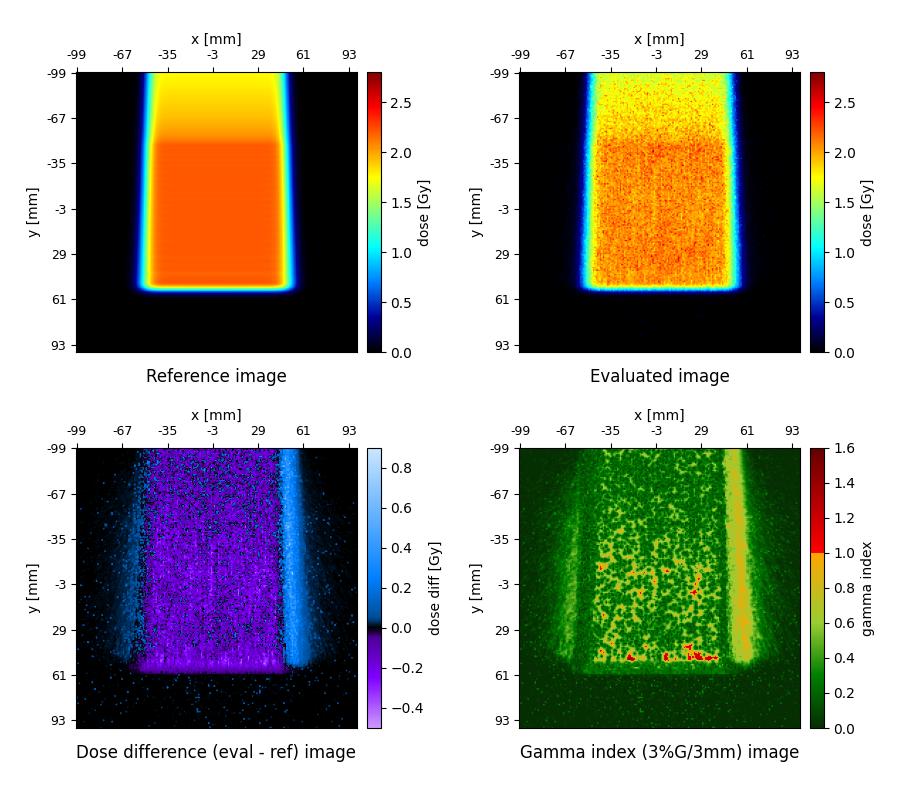 x [mm]
-99 -67 -35 -3 29 61 93
y [mm]
-99
-67
-35
-3
29
61
93
2.5
2.0
1.5
1.0
0.5
0.0
dose [Gy]
Reference image
x [mm]
-99 -67 -35 -3 29 61 93
y [mm]
-99
-67
-35
-3
29
61
93
2.5
2.0
1.5
1.0
0.5
0.0
dose [Gy]
Evaluated image
x [mm]
-99 -67 -35 -3 29 61 93
y [mm]
-99
-67
-35
-3
29
61
93
0.8
0.6
0.4
0.2
0.0
−0.2
−0.4
dose diff [Gy]
Dose difference (eval - ref) image
x [mm]
-99 -67 -35 -3 29 61 93
y [mm]
-99
-67
-35
-3
29
61
93
1.6
1.4
1.2
1.0
0.8
0.6
0.4
0.2
0.0
gamma index
Gamma index (3%G/3mm) image